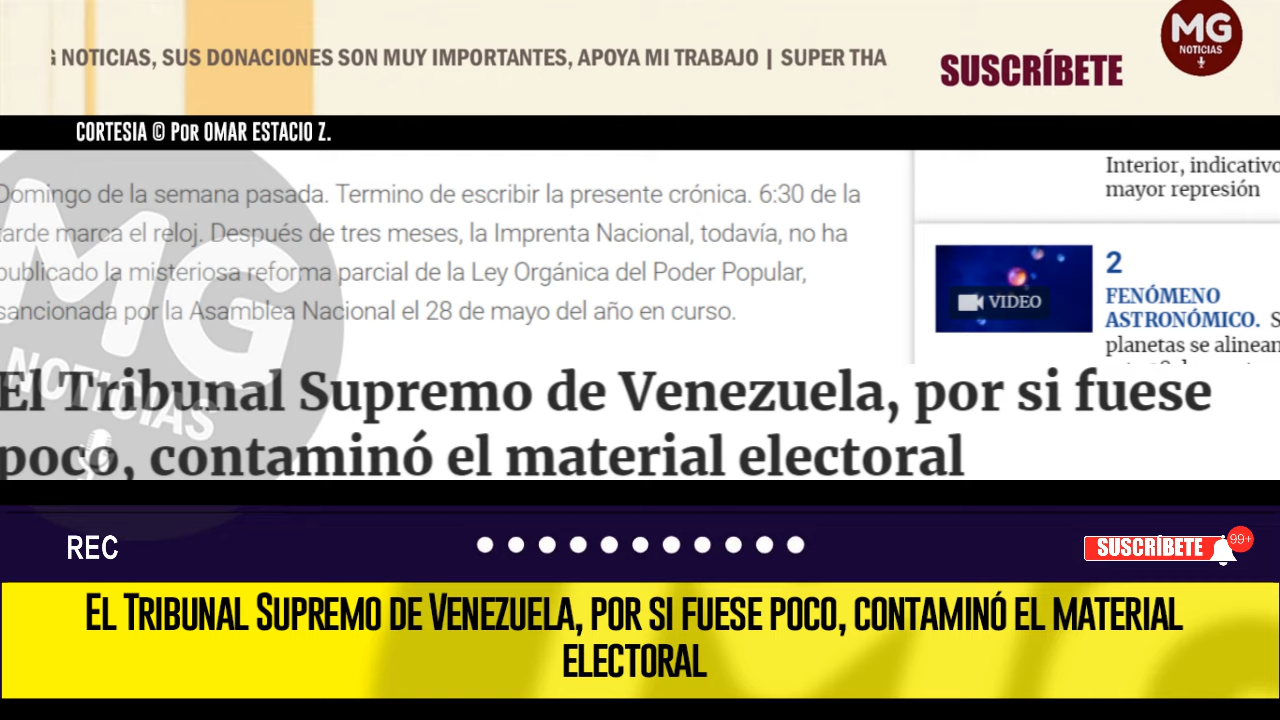 NOTICIAS, SUS DONACIONES SON MUY IMPORTANTES, APOYA MI TRABAJO | SUPER THA
SUSCRÍBETE
MG
NOTICIAS
CORTESIA © POR OMAR ESTACIO Z.
Domingo de la semana pasada. Termino de escribir la presente crónica. 6:30 de la
tarde marca el reloj. Después de tres meses, la Imprenta Nacional, todavía, no ha
publicado la misteriosa reforma parcial de la Ley Orgánica del Poder Popular,
sancionada por la Asamblea Nacional el 28 de mayo del año en curso.
Interior, indicativo
mayor represión
VIDEO
2
FENÓMENO
ASTRONÓMICO. S
planetas se alinean
MG
NOTICIAS
El Tribunal Supremo de Venezuela, por si fuese
poco, contaminó el material electoral
REC
SUSCRÍBETE
99+
EL TRIBUNAL SUPREMO DE VENEZUELA, POR SI FUESE POCO, CONTAMINÓ EL MATERIAL
ELECTORAL